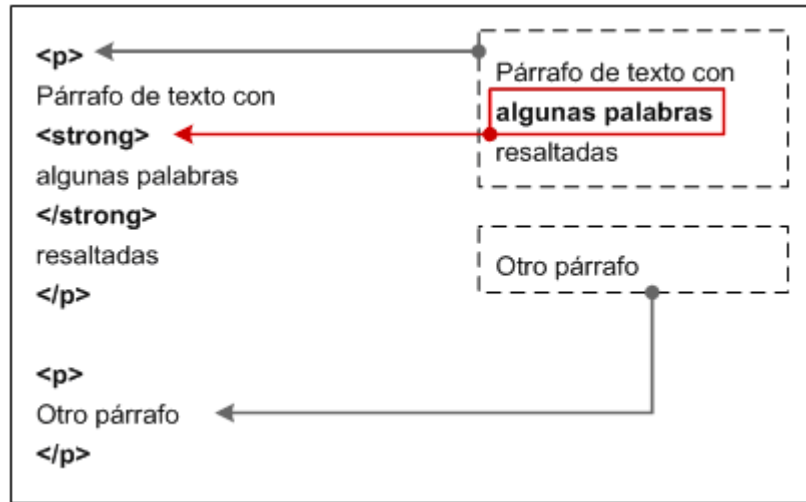 <p>
Párrafo de texto con
<strong>
algunas palabras
</strong>
resaltadas
</p>
<p>
Otro párrafo
</p>
Párrafo de texto con
algunas palabras
resaltadas
Otro párrafo